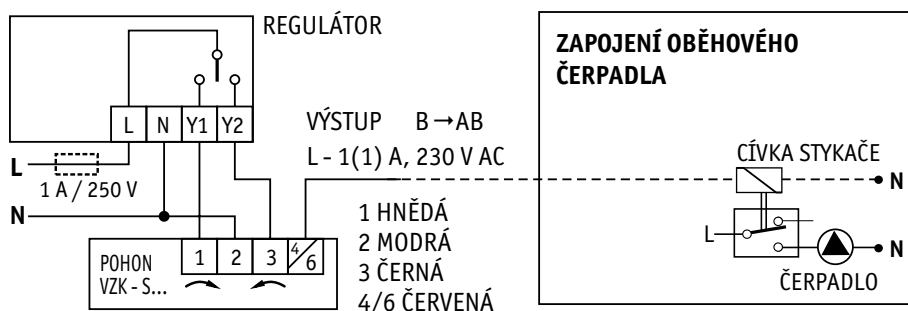 REGULÁTOR
L N Y1 Y2
L
1 A / 250 V
N
POHON
VZK - S...
1 2 3 4/6
VÝSTUP B→AB
L - 1(1) A, 230 V AC
1 HNĚDÁ
2 MODRÁ
3 ČERNÁ
4/6 ČERVENÁ
ZAPOJENÍ OBĚHOVÉHO
ČERPADLA
CÍVKA STYKAČE
N
L
N
ČERPADLO